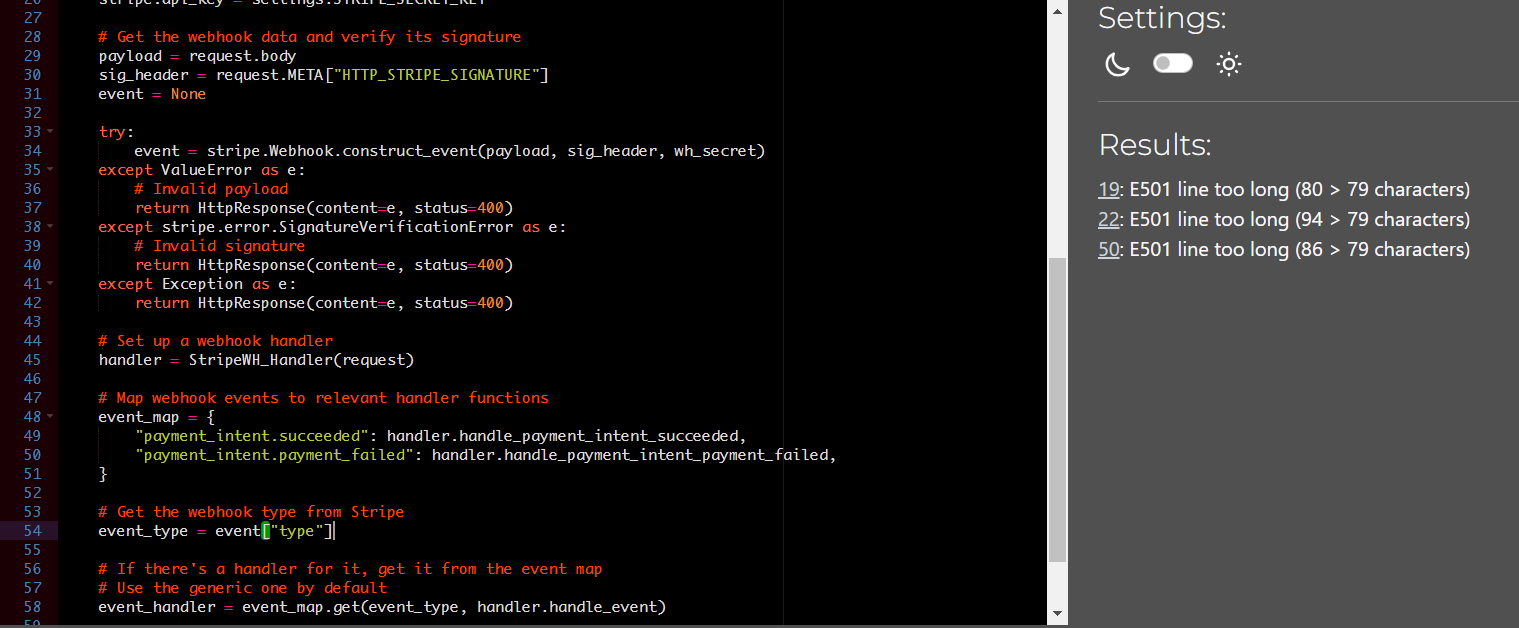 26 stripe.api_key = settings.STRIPE_SECRET_KEY
27
28 # Get the webhook data and verify its signature
29 payload = request.body
30 sig_header = request.META["HTTP_STRIPE_SIGNATURE"]
31 event = None
32
33 try:
34 event = stripe.Webhook.construct_event(payload, sig_header, wh_secret)
35 except ValueError as e:
36 # Invalid payload
37 return HttpResponse(content=e, status=400)
38 except stripe.error.SignatureVerificationError as e:
39 # Invalid signature
40 return HttpResponse(content=e, status=400)
41 except Exception as e:
42 return HttpResponse(content=e, status=400)
43
44 # Set up a webhook handler
45 handler = StripeWH_Handler(request)
46
47 # Map webhook events to relevant handler functions
48 event_map = {
49 "payment_intent.succeeded": handler.handle_payment_intent_succeeded,
50 "payment_intent.payment_failed": handler.handle_payment_intent_payment_failed,
51 }
52
53 # Get the webhook type from Stripe
54 event_type = event["type"]
55
56 # If there's a handler for it, get it from the event map
57 # Use the generic one by default
58 event_handler = event_map.get(event_type, handler.handle_event)
59
Settings:
Results:
19: E501 line too long (80 > 79 characters)
22: E501 line too long (94 > 79 characters)
50: E501 line too long (86 > 79 characters)